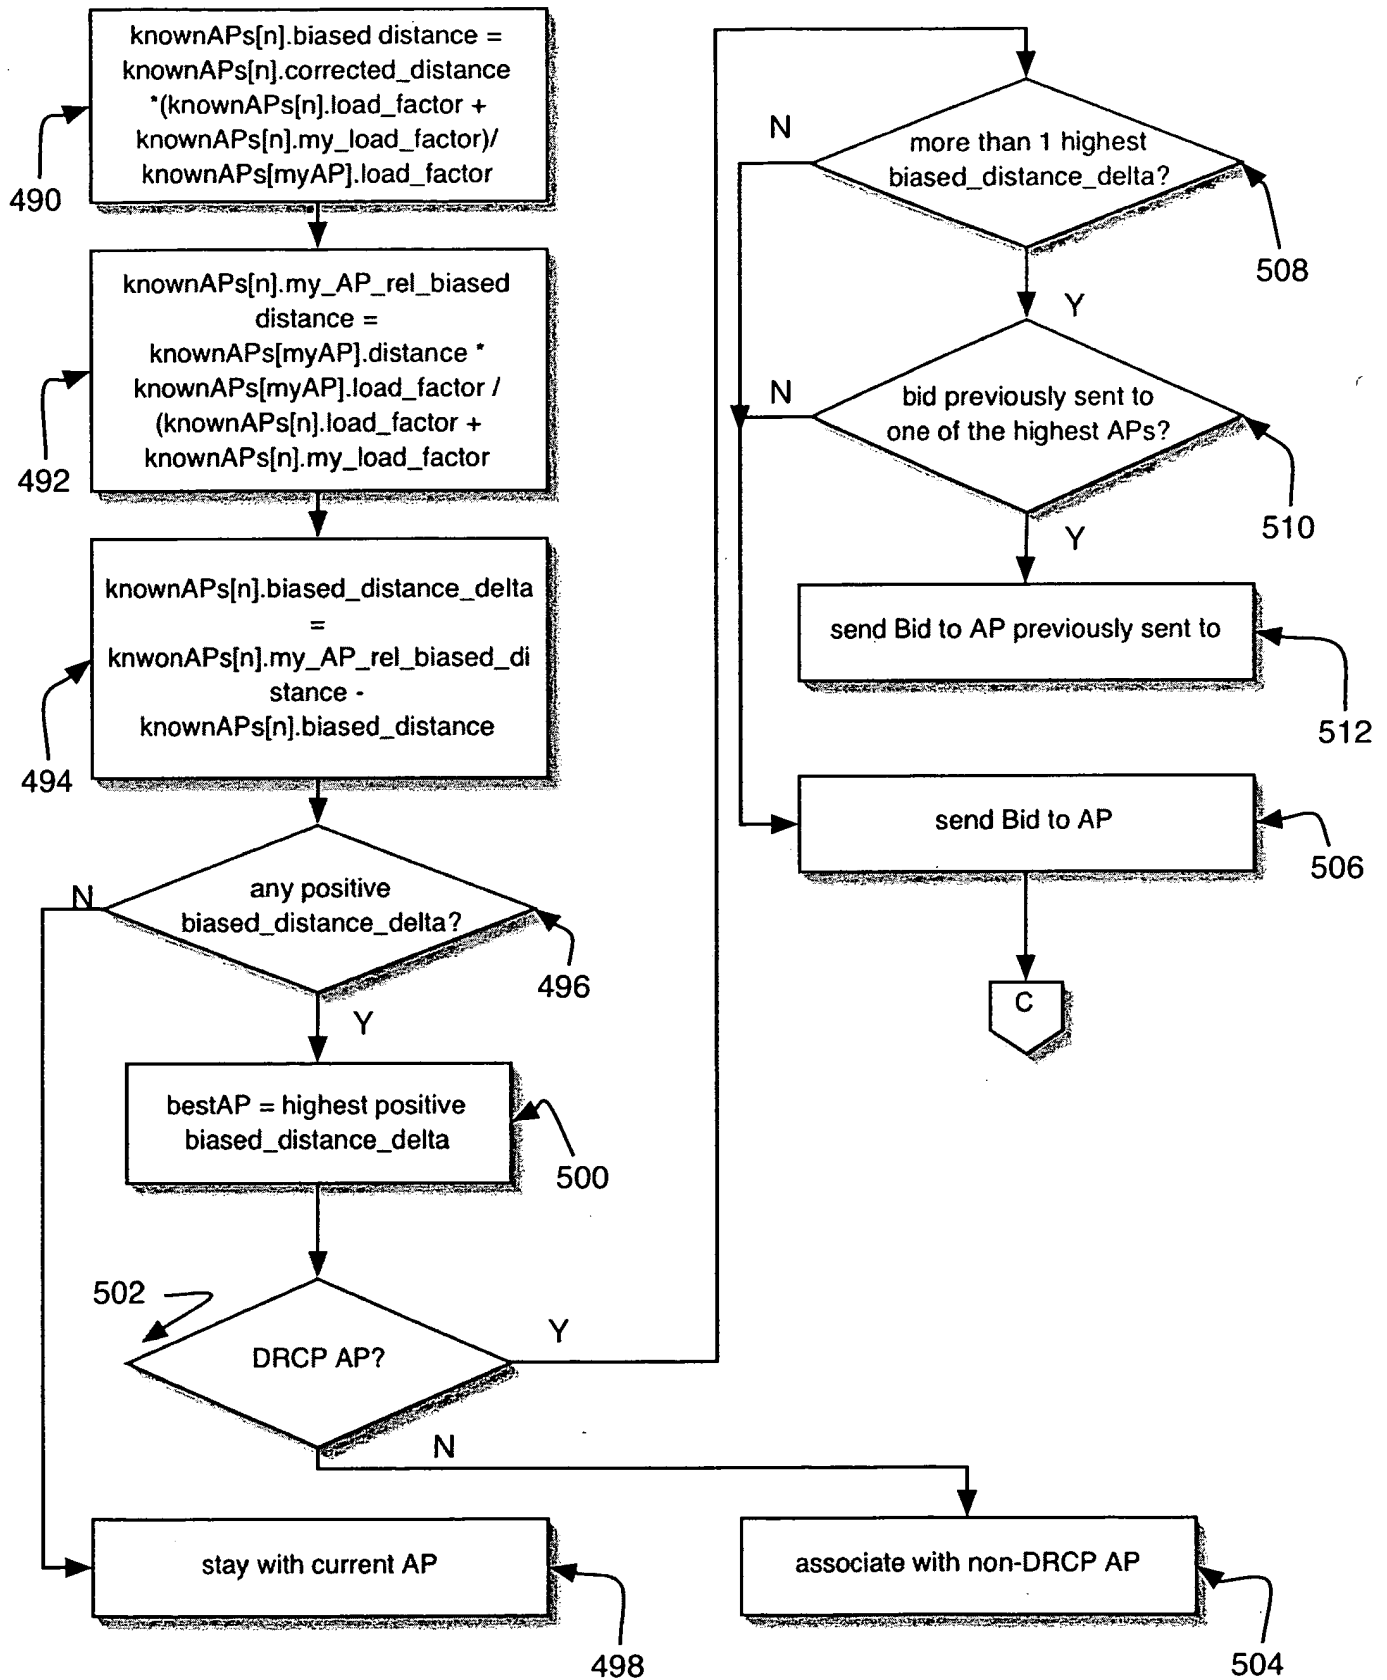 knownAPs[n].biased distance =
knownAPs[n].corrected_distance
*(knownAPs[n].load_factor +
knownAPs[n].my_load_factor)/
knownAPs[myAP].load_factor
490
knownAPs[n].my_AP_rel_biased
distance =
knownAPs[myAP].distance *
knownAPs[myAP].load_factor /
(knownAPs[n].load_factor +
knownAPs[n].my_load_factor
492
knownAPs[n].biased_distance_delta
=
knwonAPs[n].my_AP_rel_biased_di
stance -
knownAPs[n].biased_distance
494
any positive
biased_distance_delta?
N
496
Y
bestAP = highest positive
biased_distance_delta
500
502
DRCP AP?
Y
N
stay with current AP
498
associate with non-DRCP AP
504
more than 1 highest
biased_distance_delta?
N
508
Y
bid previously sent to
one of the highest APs?
N
510
Y
send Bid to AP previously sent to
512
send Bid to AP
506
C